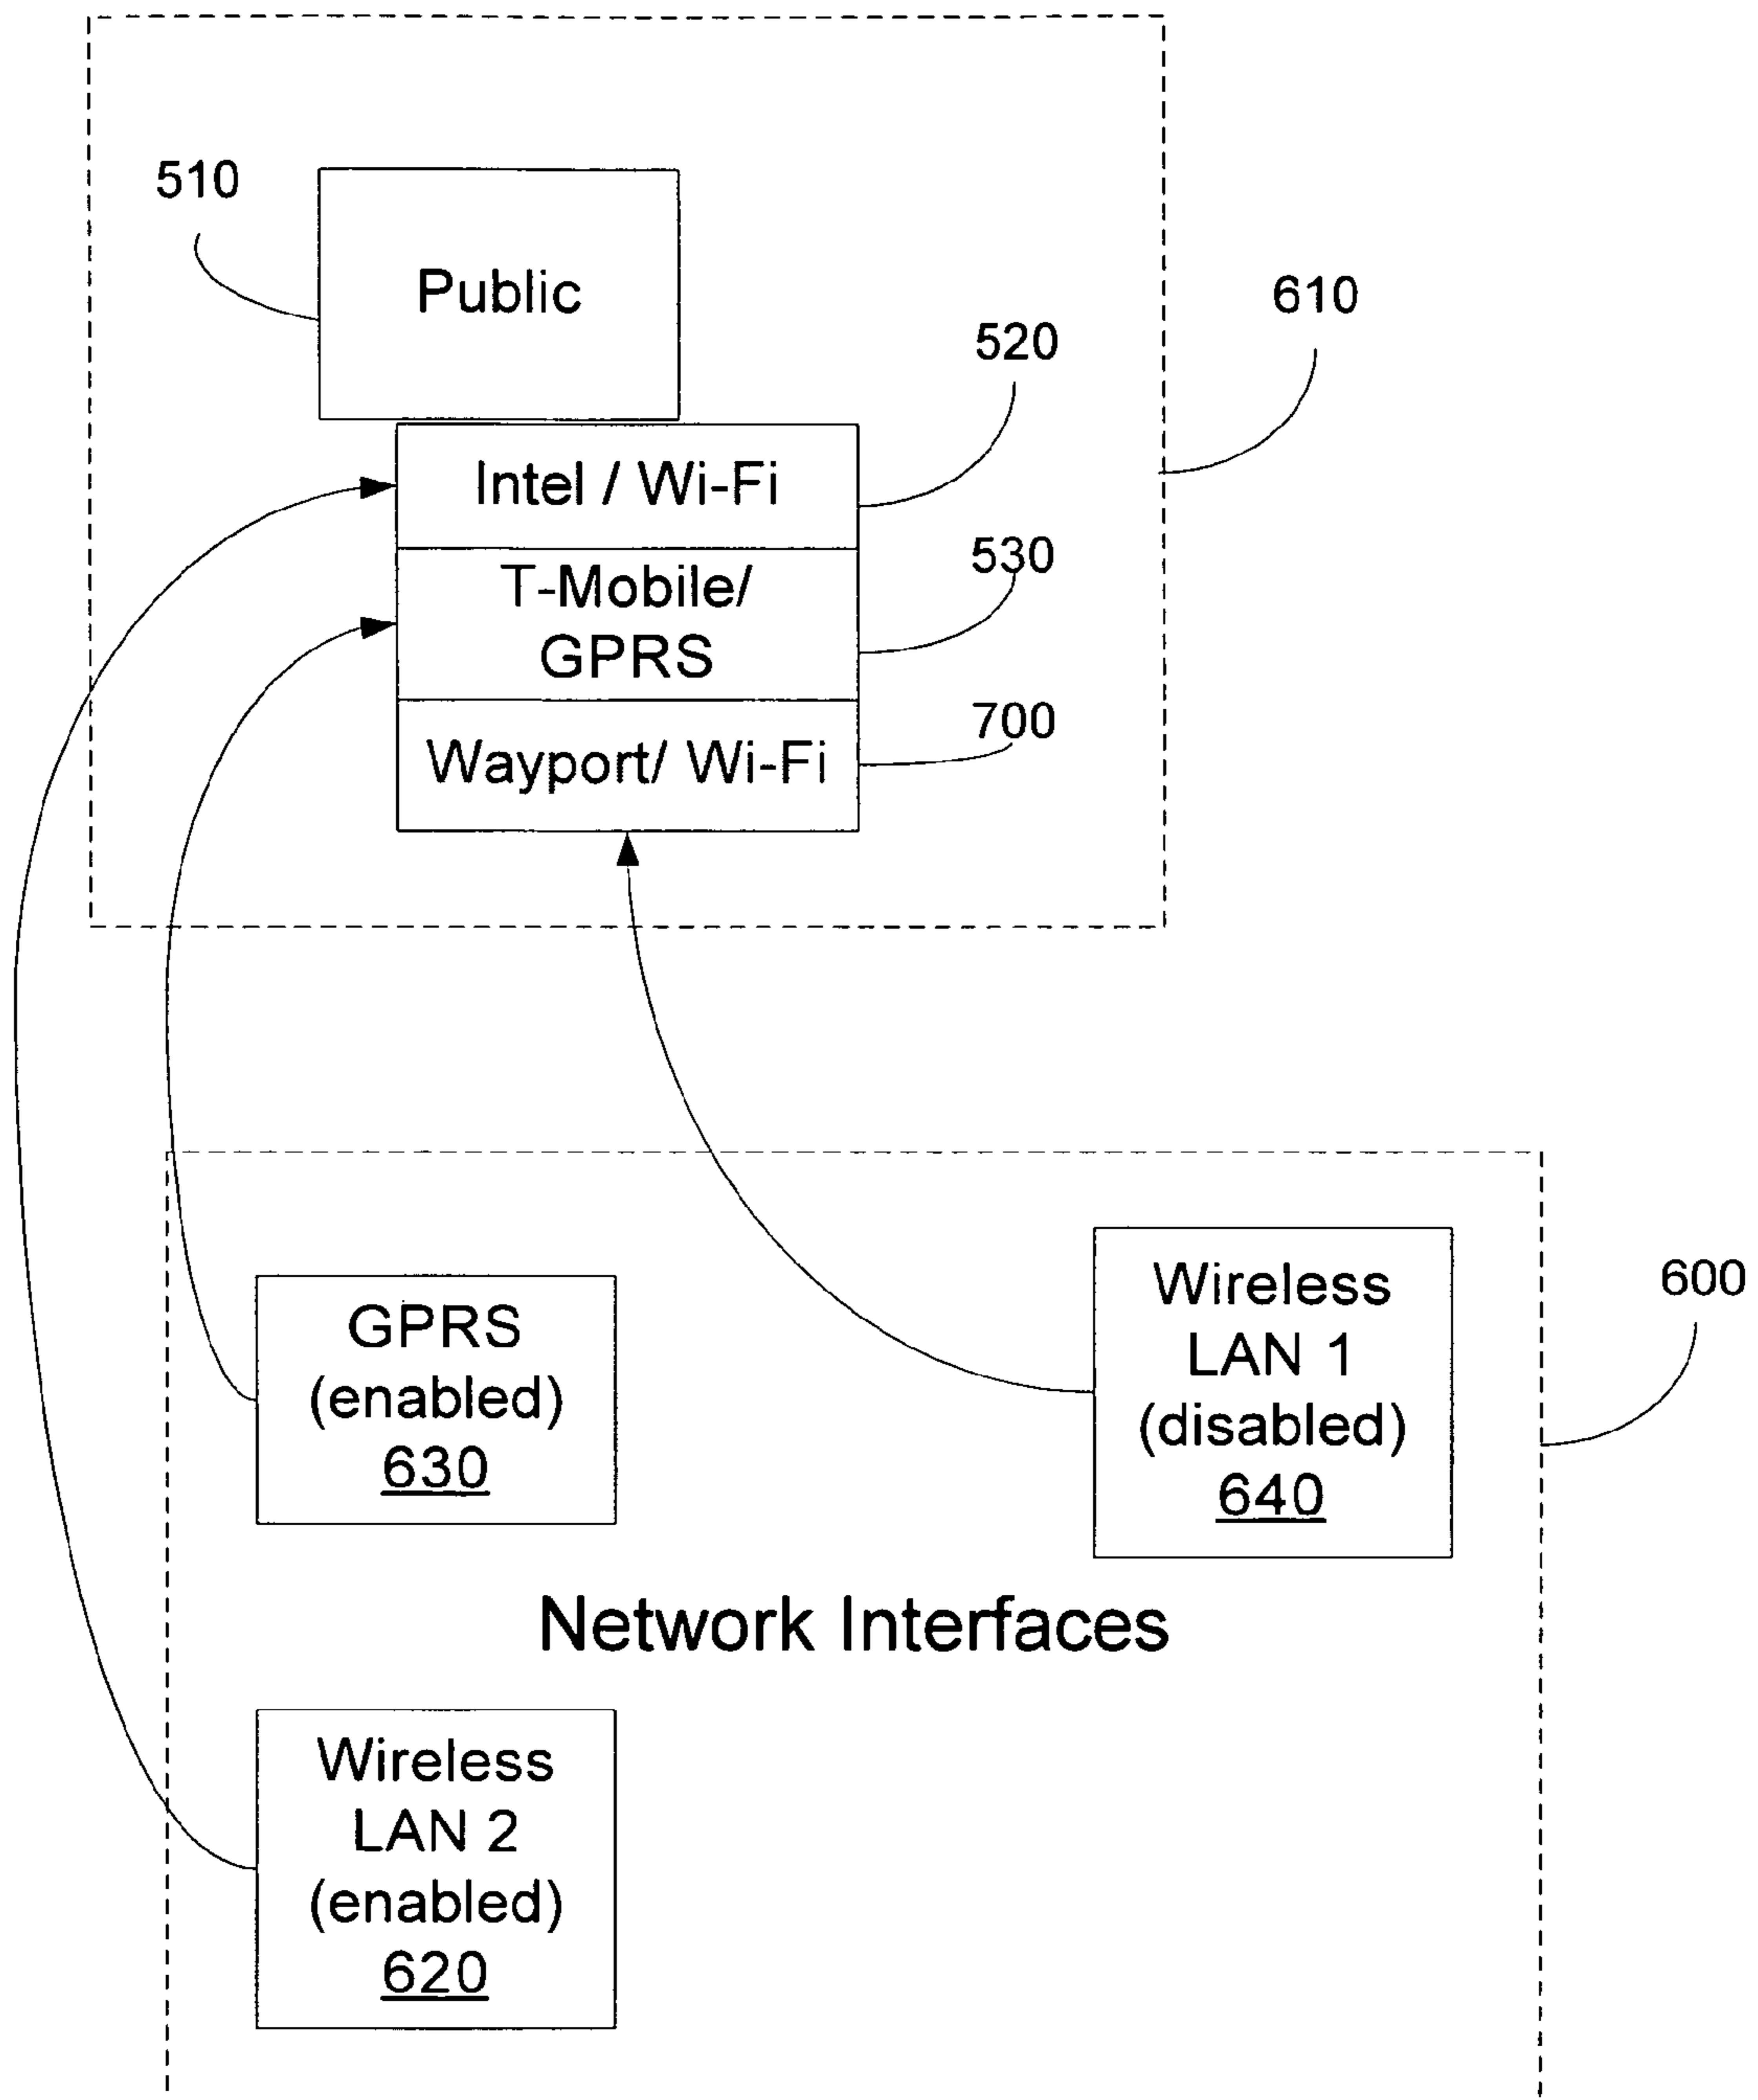 510
Public
610
520
Intel / Wi-Fi
530
T-Mobile/
GPRS
700
Wayport/ Wi-Fi
600
GPRS
(enabled)
630
Wireless
LAN 1
(disabled)
640
Network Interfaces
Wireless
LAN 2
(enabled)
620